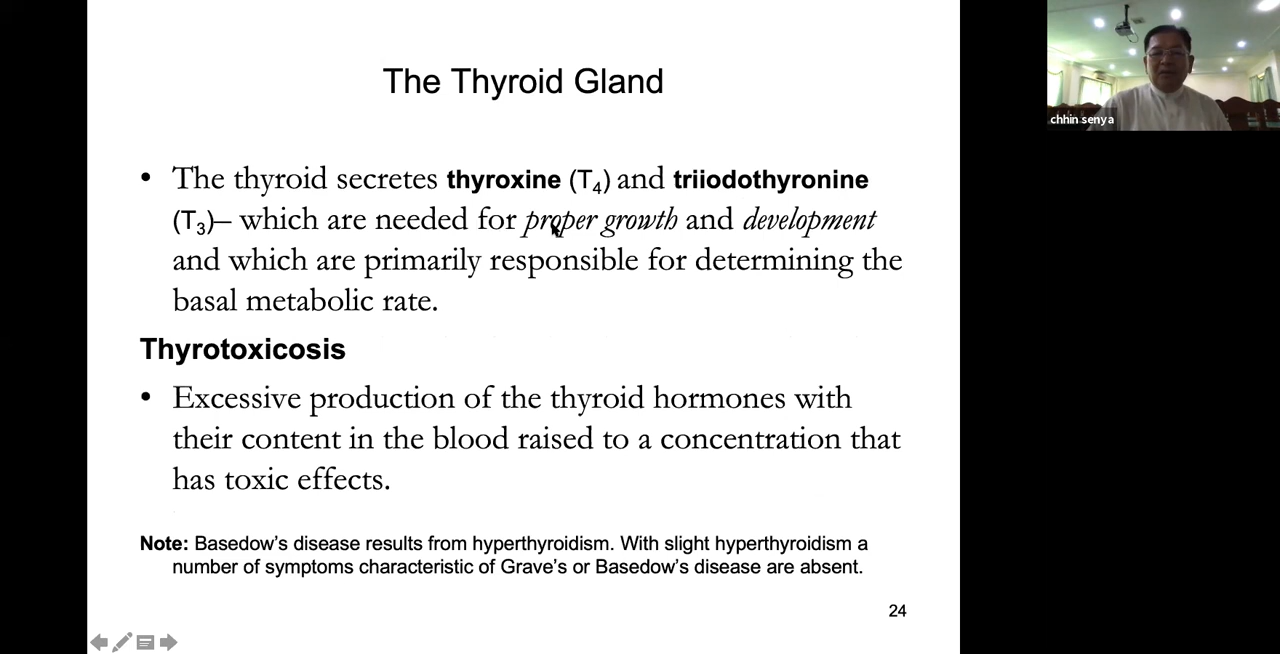 The Thyroid Gland
• The thyroid secretes thyroxine (T4) and triiodothyronine
(T3)– which are needed for proper growth and development
and which are primarily responsible for determining the
basal metabolic rate.
Thyrotoxicosis
• Excessive production of the thyroid hormones with
their content in the blood raised to a concentration that
has toxic effects.
Note: Basedow’s disease results from hyperthyroidism. With slight hyperthyroidism a
number of symptoms characteristic of Grave’s or Basedow’s disease are absent.
24
chhin senya